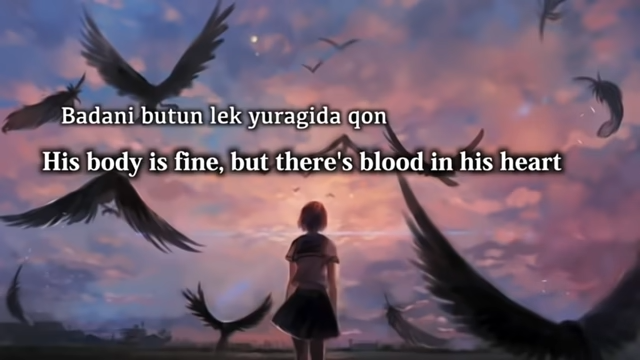 Badani butun lek yuragida qon
His body is fine, but there's blood in his heart